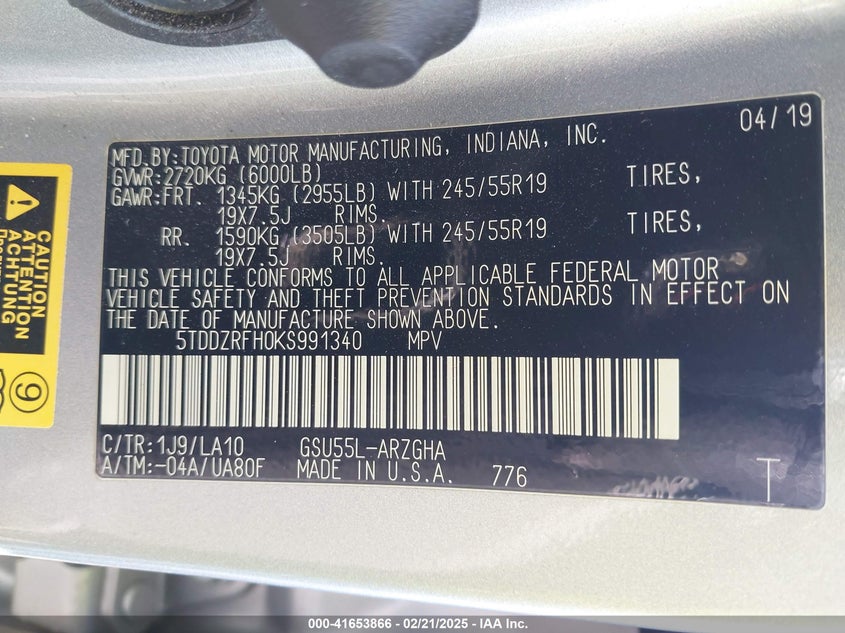 04/19
MFD.BY:TOYOTA MOTOR MANUFACTURING, INDIANA, INC.
GVWR:2720KG (6000LB)
GAWR:FRT. 1345KG (2955LB) WITH 245/55R19 TIRES,
19X7.5J RIMS.
RR. 1590KG (3505LB) WITH 245/55R19 TIRES,
19X7.5J RIMS.
THIS VEHICLE CONFORMS TO ALL APPLICABLE FEDERAL MOTOR
VEHICLE SAFETY AND THEFT PREVENTION STANDARDS IN EFFECT ON
THE DATE OF MANUFACTURE SHOWN ABOVE.
5TDDZRFH0KS991340 MPV
C/TR:1J9/LA10 GSU55L-ARZGHA
A/TM:-04A/UA80F MADE IN U.S.A. 776
T
CAUTION
ATTENTION
ACHTUNG
9
000-41653866 - 02/21/2025 - IAA Inc.